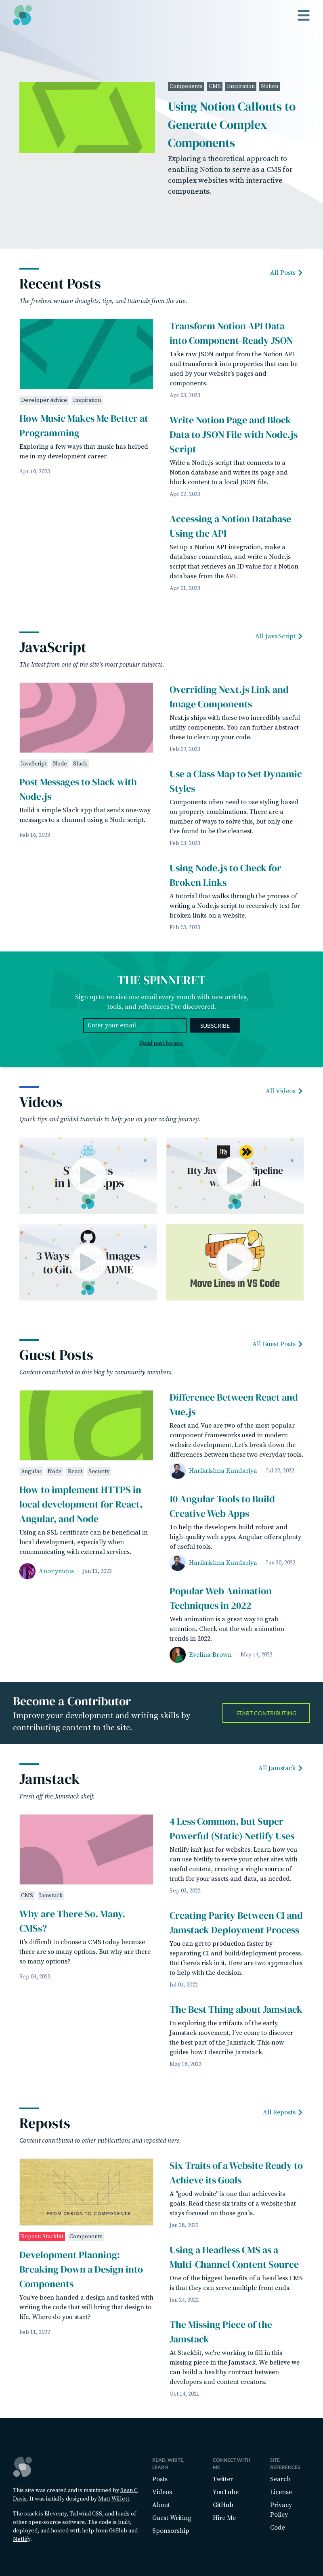 Components CMS Inspiration Notion
Using Notion Callouts to
Generate Complex
Components
Exploring a theoretical approach to
enabling Notion to serve as a CMS for
complex websites with interactive
components.
Recent Posts
All Posts
The freshest written thoughts, tips, and tutorials from the site.
Developer Advice Inspiration
How Music Makes Me Better at
Programming
Exploring a few ways that music has helped
me in my development career.
Apr 10, 2023
Transform Notion API Data
into Component-Ready JSON
Take raw JSON output from the Notion API
and transform it into properties that can be
used by your website's pages and
components.
Apr 03, 2023
Write Notion Page and Block
Data to JSON File with Node.js
Script
Write a Node.js script that connects to a
Notion database and writes its page and
block content to a local JSON file.
Apr 02, 2023
Accessing a Notion Database
Using the API
Set up a Notion API integration, make a
database connection, and write a Node.js
script that retrieves an ID value for a Notion
database from the API.
Apr 01, 2023
JavaScript
All JavaScript
The latest from one of the site's most popular subjects.
JavaScript Node Slack
Post Messages to Slack with
Node.js
Build a simple Slack app that sends one-way
messages to a channel using a Node script.
Feb 16, 2023
Overriding Next.js Link and
Image Components
Next.js ships with these two incredibly useful
utility components. You can further abstract
these to clean up your code.
Feb 09, 2023
Use a Class Map to Set Dynamic
Styles
Components often need to use styling based
on property combinations. There are a
number of ways to solve this, but only one
I've found to be the cleanest.
Feb 03, 2023
Using Node.js to Check for
Broken Links
A tutorial that walks through the process of
writing a Node.js script to recursively test for
broken links on a website.
Feb 03, 2023
THE SPINNERET
Sign up to receive one email every month with new articles,
tools, and references I've discovered.
Enter your email
SUBSCRIBE
Read past issues.
Videos
All Videos
Quick tips and guided tutorials to help you on your coding journey.
Move Lines in VS Code
Guest Posts
All Guest Posts
Content contributed to this blog by community members.
Angular Node React Security
How to implement HTTPS in
local development for React,
Angular, and Node
Using an SSL certificate can be beneficial in
local development, especially when
communicating with external services.
Anonymous Jan 11, 2023
Difference Between React and
Vue.js
React and Vue are two of the most popular
component frameworks used in modern
website development. Let's break down the
differences between these two everyday tools.
Harikrishna Kundariya Jul 22, 2022
10 Angular Tools to Build
Creative Web Apps
To help the developers build robust and
high-quality web apps, Angular offers plenty
of useful tools.
Harikrishna Kundariya Jun 30, 2022
Popular Web Animation
Techniques in 2022
Web animation is a great way to grab
attention. Check out the web animation
trends in 2022.
Evelina Brown May 14, 2022
Become a Contributor
Improve your development and writing skills by
contributing content to the site.
START CONTRIBUTING
Jamstack
All Jamstack
Fresh off the Jamstack shelf.
CMS Jamstack
Why are There So. Many.
CMSs?
It's difficult to choose a CMS today because
there are so many options. But why are there
so many options?
Sep 04, 2022
4 Less Common, but Super
Powerful (Static) Netlify Uses
Netlify isn't just for websites. Learn how you
can use Netlify to serve your other sites with
useful content, creating a single source of
truth for your assets and data, as needed.
Sep 03, 2022
Creating Parity Between CI and
Jamstack Deployment Process
You can get to production faster by
separating CI and build/deployment process.
But there's risk in it. Here are two approaches
to help with the decision.
Jul 01, 2022
The Best Thing about Jamstack
In exploring the artifacts of the early
Jamstack movement, I've come to discover
the best part of the Jamstack. This now
guides how I describe Jamstack.
May 18, 2022
Reposts
All Reposts
Content contributed to other publications and reposted here.
FROM DESIGN TO COMPONENTS
Repost: Stackbit Components
Development Planning:
Breaking Down a Design into
Components
You've been handed a design and tasked with
writing the code that will bring that design to
life. Where do you start?
Feb 11, 2022
Six Traits of a Website Ready to
Achieve its Goals
A "good website" is one that achieves its
goals. Read these six traits of a website that
stays focused on those goals.
Jan 28, 2022
Using a Headless CMS as a
Multi-Channel Content Source
One of the biggest benefits of a headless CMS
is that they can serve multiple front ends.
Jan 24, 2022
The Missing Piece of the
Jamstack
At Stackbit, we're working to fill in this
missing piece in the Jamstack. We believe we
can build a healthy contract between
developers and content creators.
Oct 14, 2021
This site was created and is maintained by Sean C
Davis. It was initially designed by Matt Willett.
The stack is Eleventy, Tailwind CSS, and loads of
other open-source software. The code is built,
deployed, and hosted with help from GitHub and
Netlify.
READ, WRITE,
LEARN
Posts
Videos
About
Guest Writing
Sponsorship
CONNECT WITH
ME
Twitter
YouTube
GitHub
Hire Me
SITE
REFERENCES
Search
License
Privacy
Policy
Code